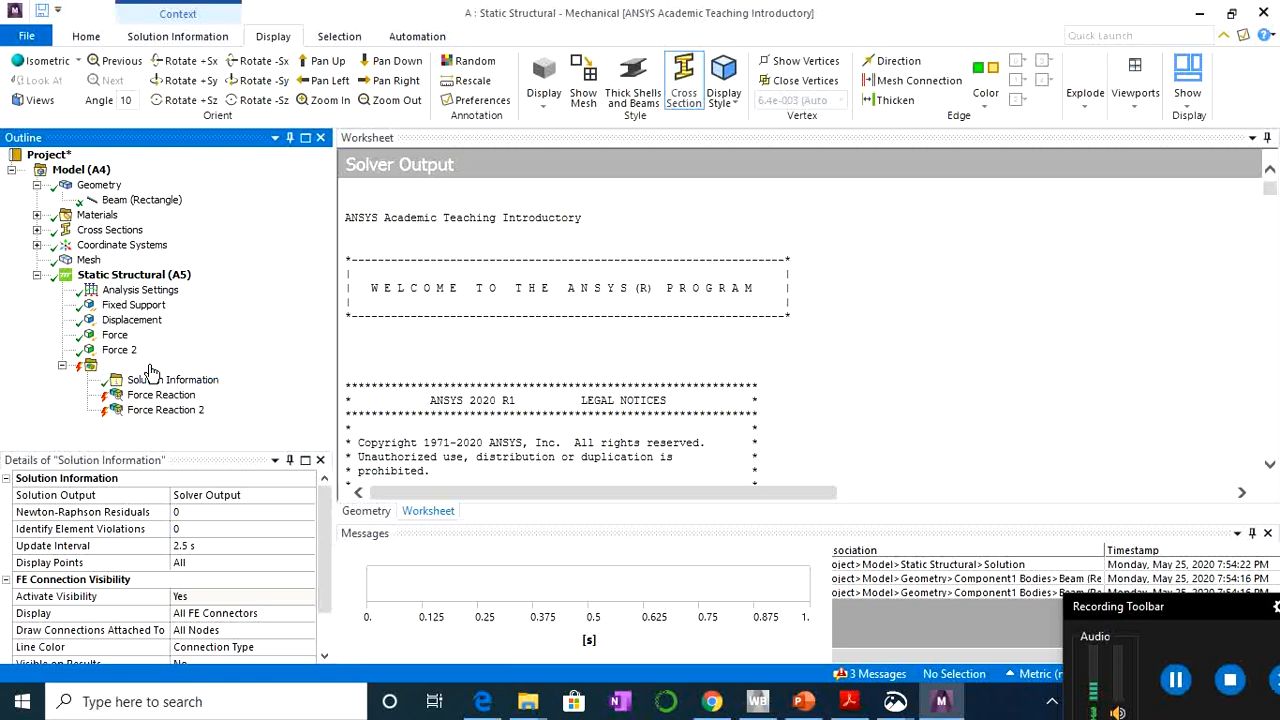 Context
A : Static Structural - Mechanical [ANSYS Academic Teaching Introductory]
File Home Solution Information Display Selection Automation Quick Launch
Isometric Previous Rotate +Sx Rotate -Sx Pan Up Pan Down Random Show Vertices Direction
Look At Next Rotate +Sy Rotate -Sy Pan Left Pan Right Rescale Close Vertices Mesh Connection
Views Angle 10 Rotate +Sz Rotate -Sz Zoom In Zoom Out Preferences 6.4e-003 (Auto Thicken
Display Show Mesh Thick Shells and Beams Cross Section Display Style Color Explode Viewports Show
Orient Annotation Style Vertex Edge Display
Outline
Project*
Model (A4)
Geometry
Beam (Rectangle)
Materials
Cross Sections
Coordinate Systems
Mesh
Static Structural (A5)
Analysis Settings
Fixed Support
Displacement
Force
Force 2
Solution Information
Force Reaction
Force Reaction 2
Details of "Solution Information"
Solution Information
Solution Output Solver Output
Newton-Raphson Residuals 0
Identify Element Violations 0
Update Interval 2.5 s
Display Points All
FE Connection Visibility
Activate Visibility Yes
Display All FE Connectors
Draw Connections Attached To All Nodes
Line Color Connection Type
Visible on Results No
Worksheet
Solver Output
ANSYS Academic Teaching Introductory
*------------------------------------------------------------------*
| |
| W E L C O M E T O T H E A N S Y S (R) P R O G R A M |
| |
*------------------------------------------------------------------*
***************************************************************
* ANSYS 2020 R1 LEGAL NOTICES *
***************************************************************
* *
* Copyright 1971-2020 ANSYS, Inc. All rights reserved. *
* Unauthorized use, distribution or duplication is *
* prohibited. *
* *
Geometry Worksheet
Messages
0. 0.125 0.25 0.375 0.5 0.625 0.75 0.875 1.
[s]
sociation Timestamp
oject>Model>Static Structural>Solution Monday, May 25, 2020 7:54:22 PM
oject>Model>Geometry>Component1 Bodies>Beam (Re Monday, May 25, 2020 7:54:16 PM
oject>Model>Geometry>Component1 Bodies>Beam (Re Monday, May 25, 2020 7:54:16 PM
Recording Toolbar
Audio
3 Messages No Selection Metric (m
Type here to search